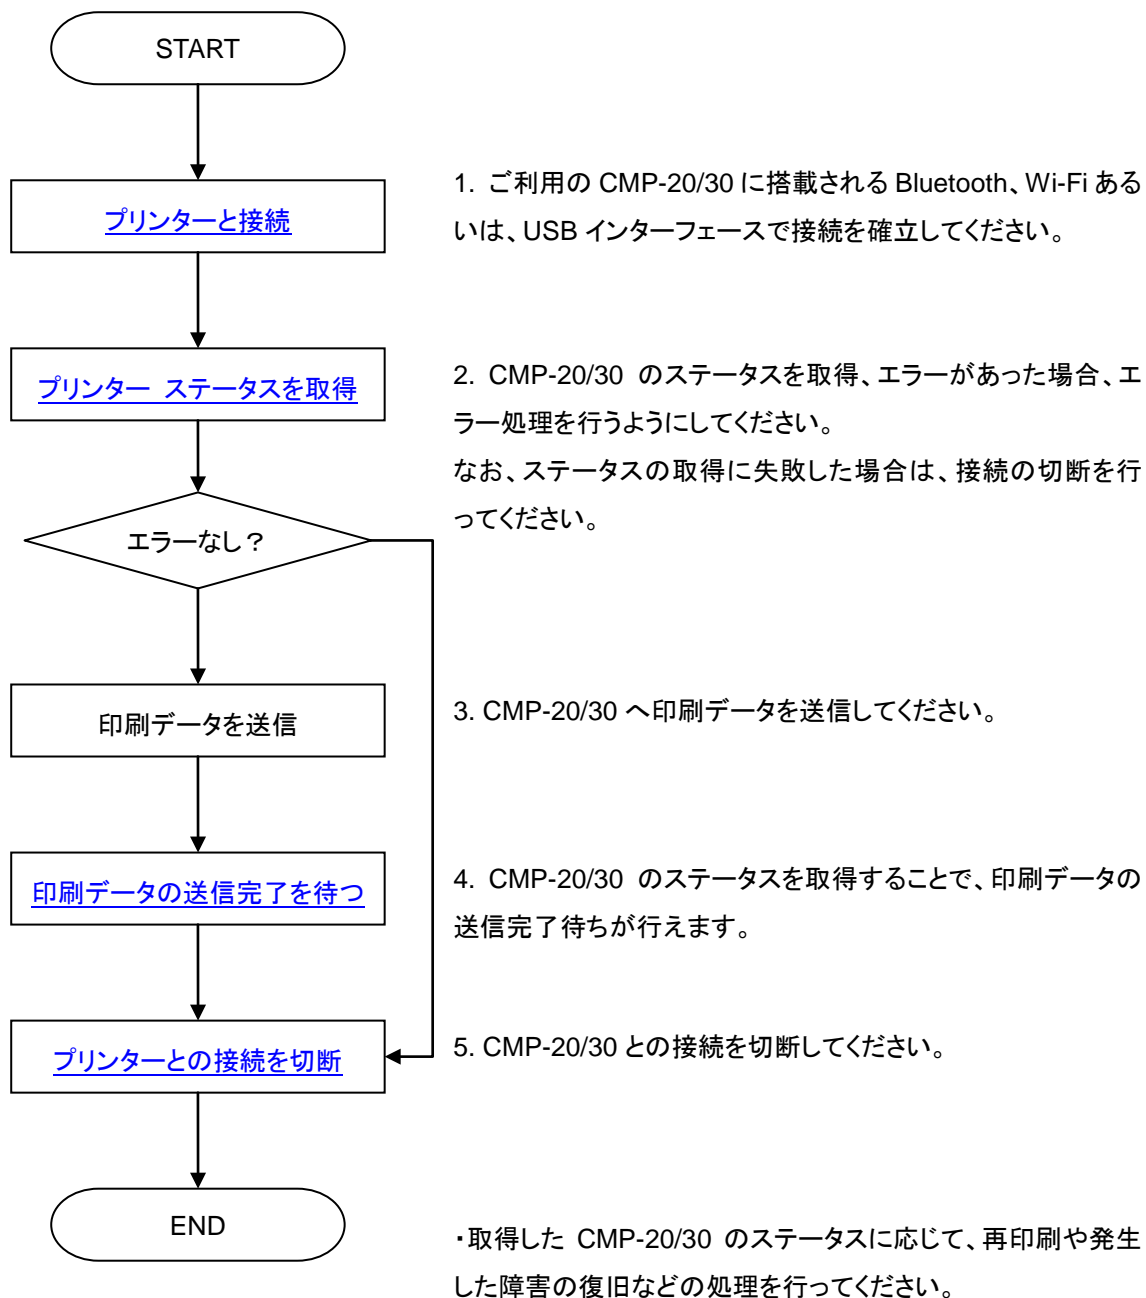 START
プリンターと接続
1. ご利用の CMP-20/30 に搭載される Bluetooth、Wi-Fi ある
いは、USB インターフェースで接続を確立してください。
プリンター ステータスを取得
2. CMP-20/30 のステータスを取得、エラーがあった場合、エ
ラー処理を行うようにしてください。
なお、ステータスの取得に失敗した場合は、接続の切断を行
ってください。
エラーなし？
印刷データを送信
3. CMP-20/30 へ印刷データを送信してください。
印刷データの送信完了を待つ
4. CMP-20/30 のステータスを取得することで、印刷データの
送信完了待ちが行えます。
プリンターとの接続を切断
5. CMP-20/30 との接続を切断してください。
END
・取得した CMP-20/30 のステータスに応じて、再印刷や発生
した障害の復旧などの処理を行ってください。